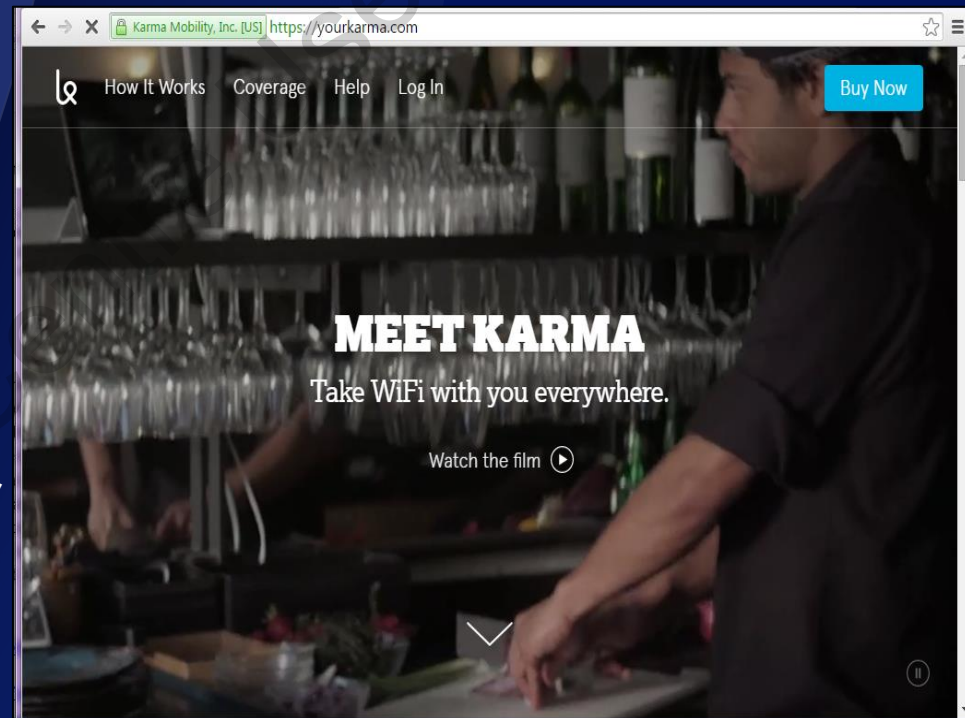 Karma Mobility, Inc. [US] https://yourkarma.com
How It Works Coverage Help Log In Buy Now
MEET KARMA
Take WiFi with you everywhere.
Watch the film